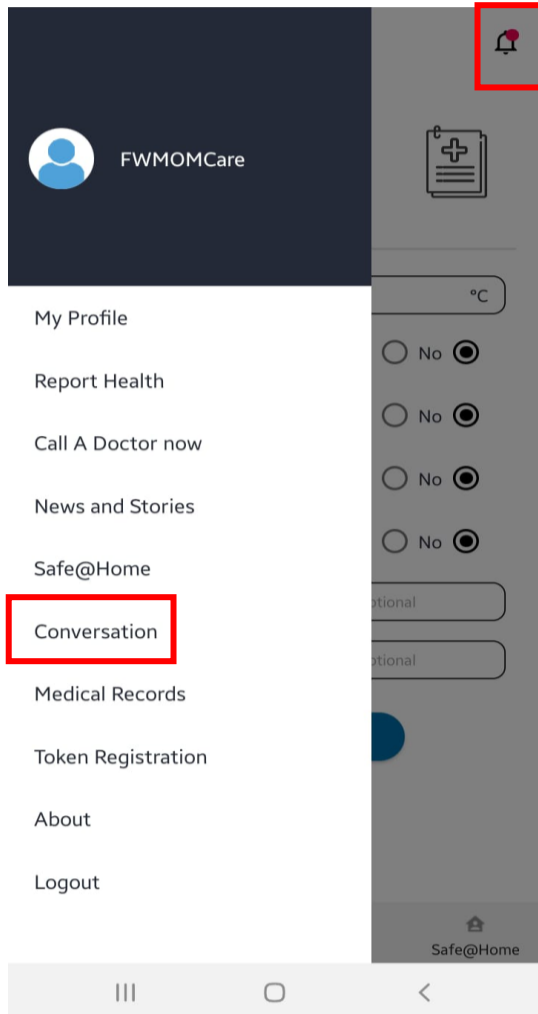 FWMOMCare
My Profile
Report Health
Call A Doctor now
News and Stories
Safe@Home
Conversation
Medical Records
Token Registration
About
Logout
°C
No
No
No
No
Safe@Home